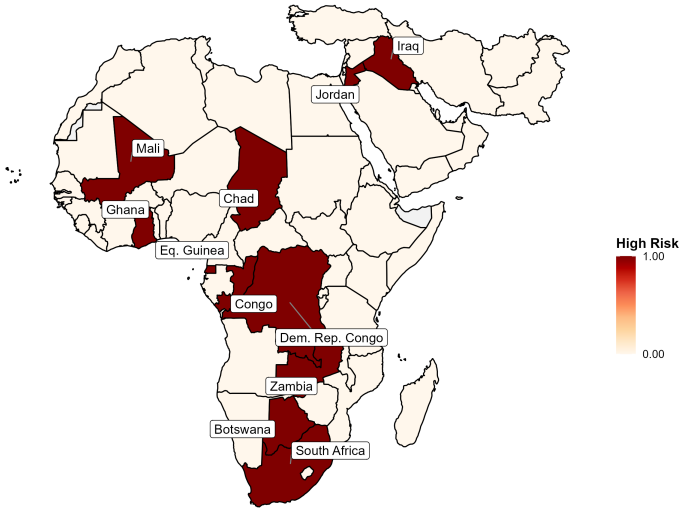 Iraq
Jordan
Mali
Chad
Ghana
Eq. Guinea
High Risk
1.00
0.00
Congo
Dem. Rep. Congo
Zambia
Botswana
South Africa